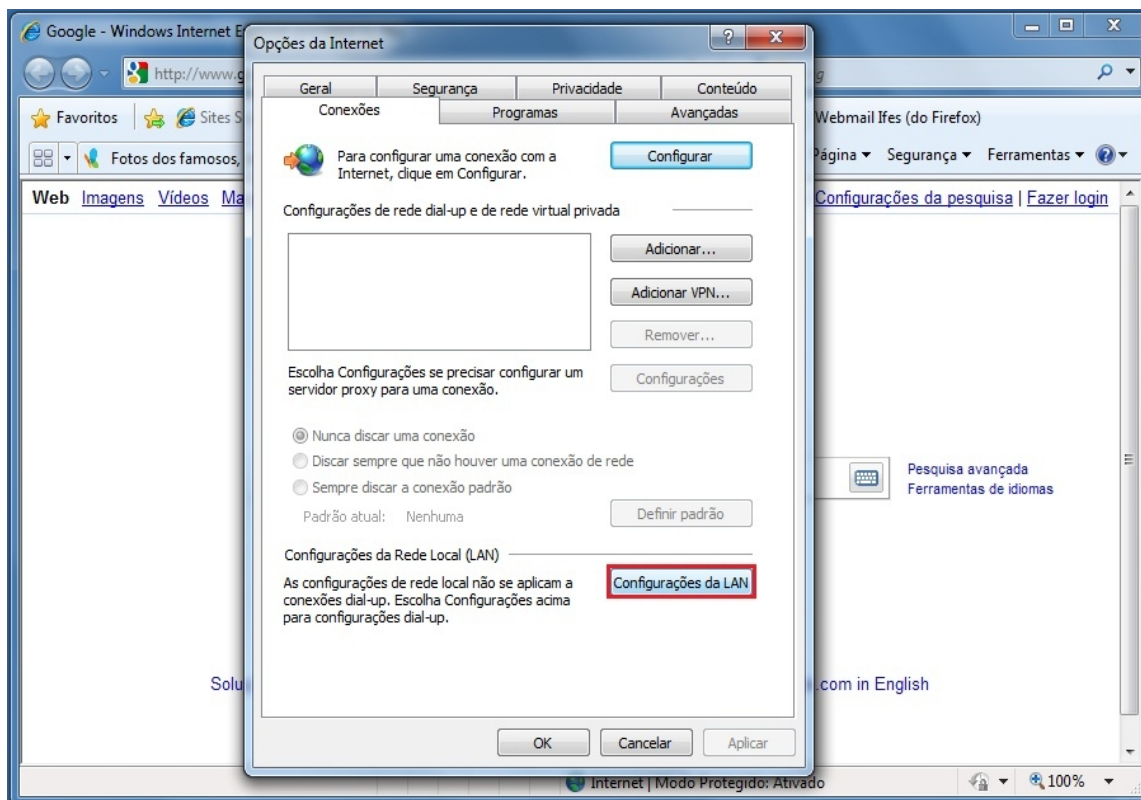 Google - Windows Internet E
http://www.g
g
Favoritos
Sites S
Webmail Ifes (do Firefox)
Fotos dos famosos,
Página
Segurança
Ferramentas
Web Imagens Vídeos Ma
Configurações da pesquisa | Fazer login
Opções da Internet
Geral
Segurança
Privacidade
Conteúdo
Conexões
Programas
Avançadas
Para configurar uma conexão com a
Internet, clique em Configurar.
Configurar
Configurações de rede dial-up e de rede virtual privada
Adicionar...
Adicionar VPN...
Remover...
Escolha Configurações se precisar configurar um
servidor proxy para uma conexão.
Configurações
Nunca discar uma conexão
Discar sempre que não houver uma conexão de rede
Sempre discar a conexão padrão
Padrão atual: Nenhuma
Definir padrão
Configurações da Rede Local (LAN)
As configurações de rede local não se aplicam a
conexões dial-up. Escolha Configurações acima
para configurações dial-up.
Configurações da LAN
OK
Cancelar
Aplicar
Pesquisa avançada
Ferramentas de idiomas
Solu
.com in English
Internet | Modo Protegido: Ativado
100%